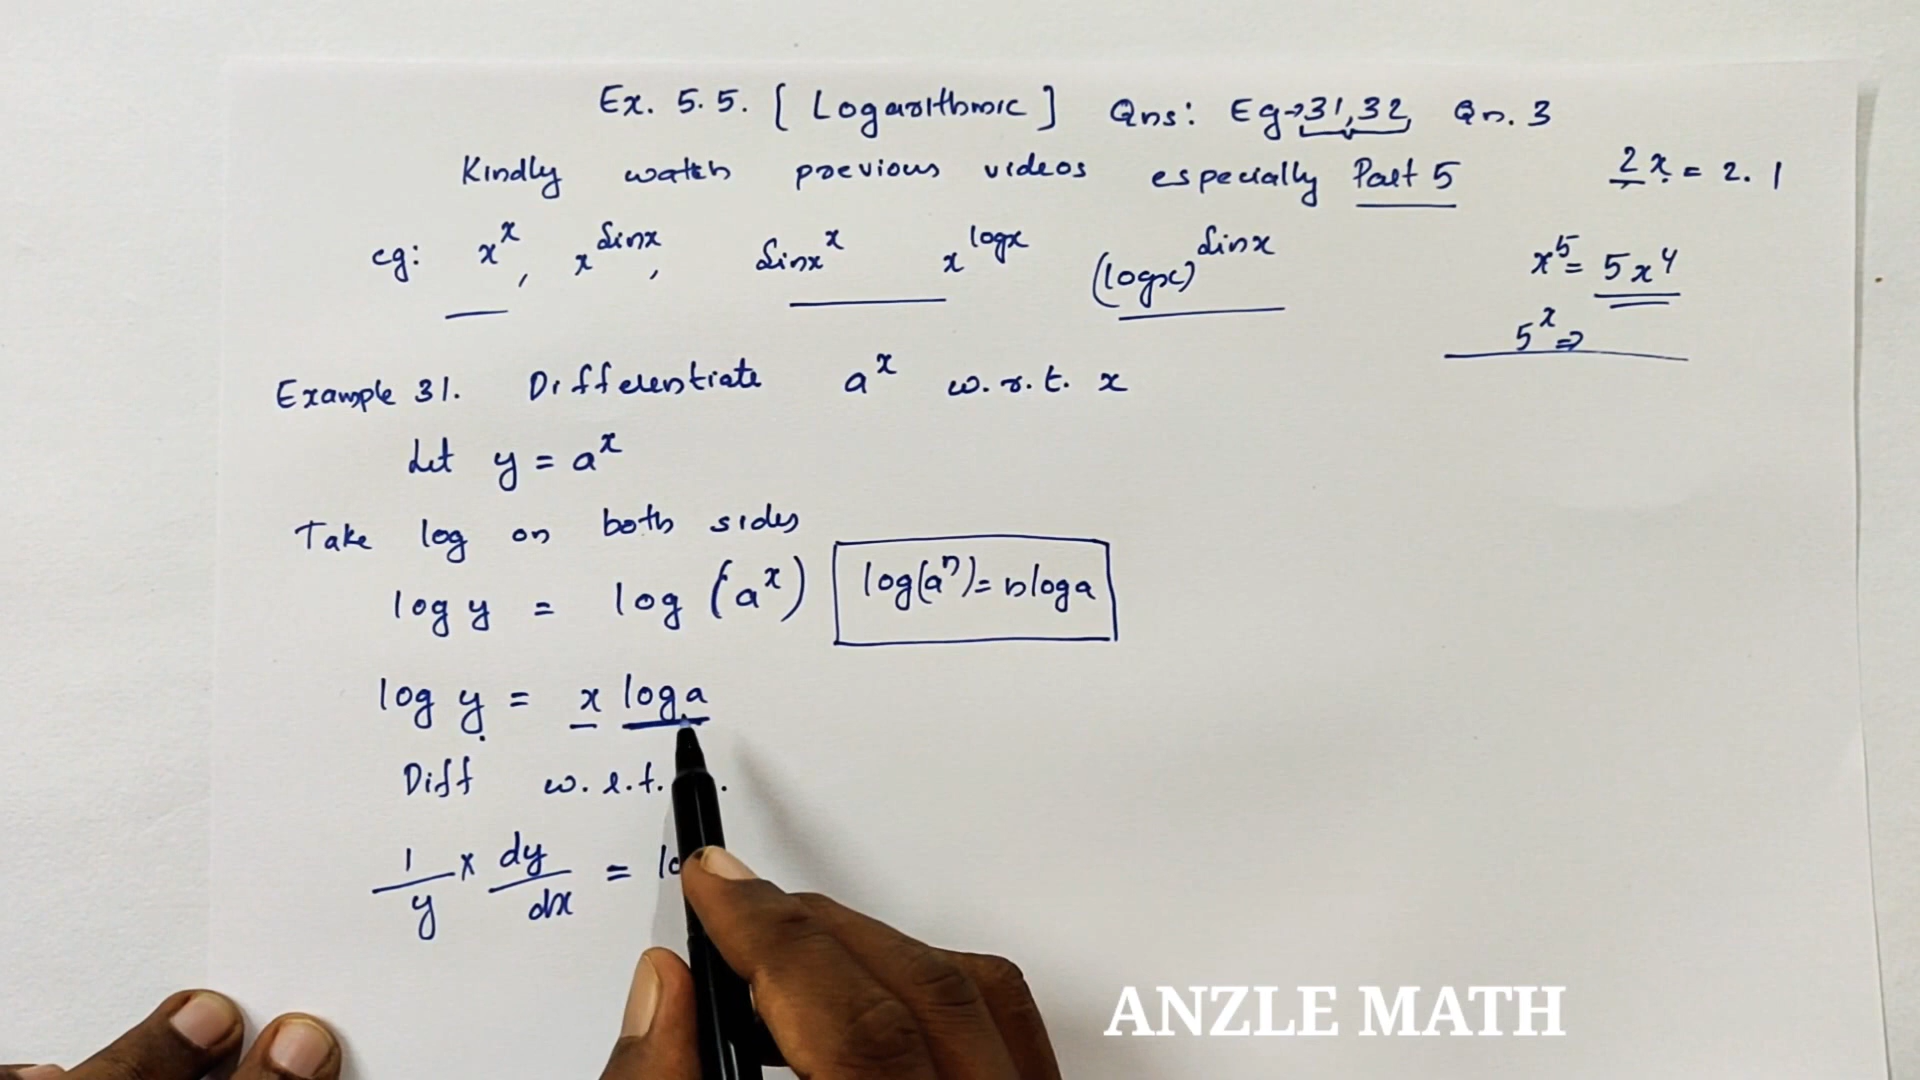 Ex. 5.5. [Logarithmic] Qns: Eg→31,32, Qn. 3
Kindly watch previous videos especially Part 5
2x = 2.1
eg: x^x, x^sinx, sinx^x x^logx (logx)^sinx
x^5 = 5x^4
5^x ⇒
Example 31. Differentiate a^x w.r.t. x
Let y = a^x
Take log on both sides
log y = log (a^x) log(a^n) = n log a
log y = x log a
Diff w.r.t.
1/y × dy/dx =
ANZLE MATH